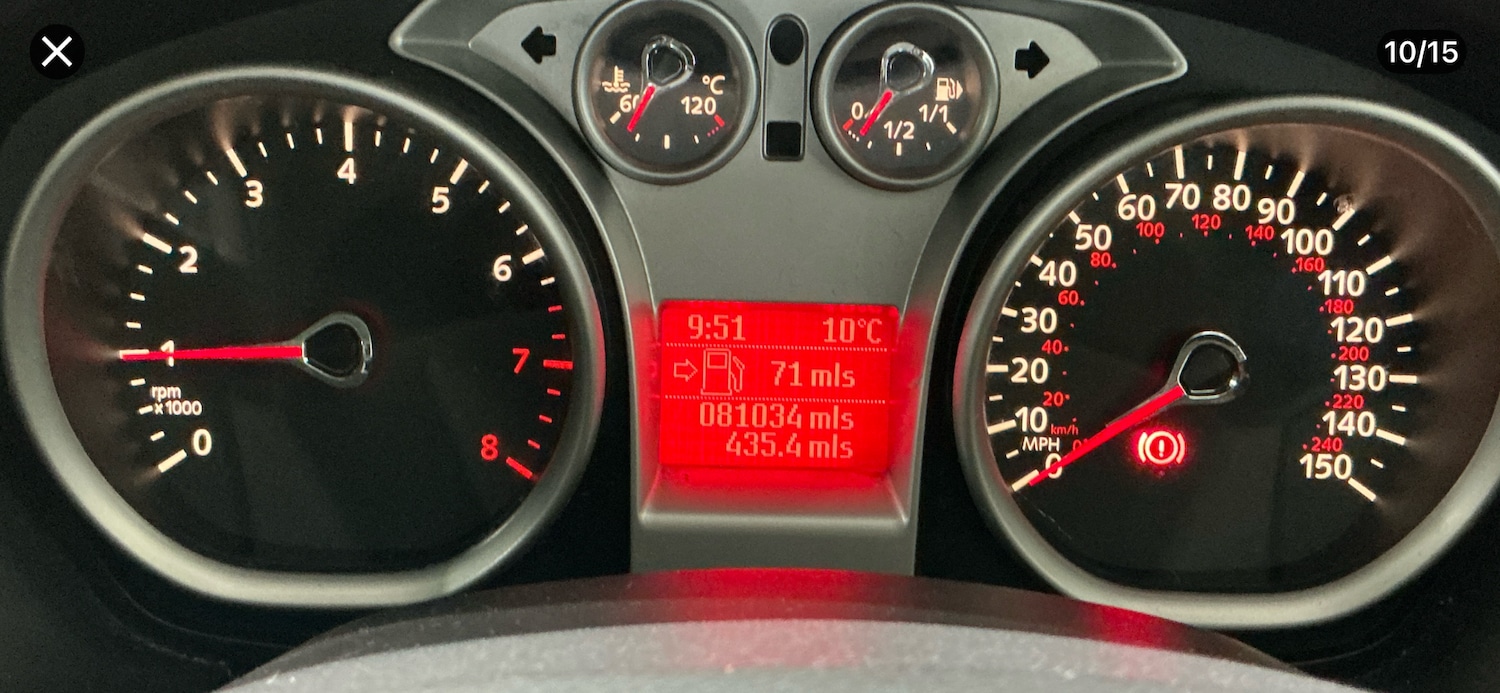 10/15
60 120 °C
0 1/2 1/1
0 1 2 3 4 5 6 7 8
rpm
x1000
9:51 10°C
71 mls
081034 mls
435.4 mls
0 10 20 30 40 50 60 70 80 90 100 110 120 130 140 150
MPH
km/h
0 20 40 60 80 100 120 140 160 180 200 220 240